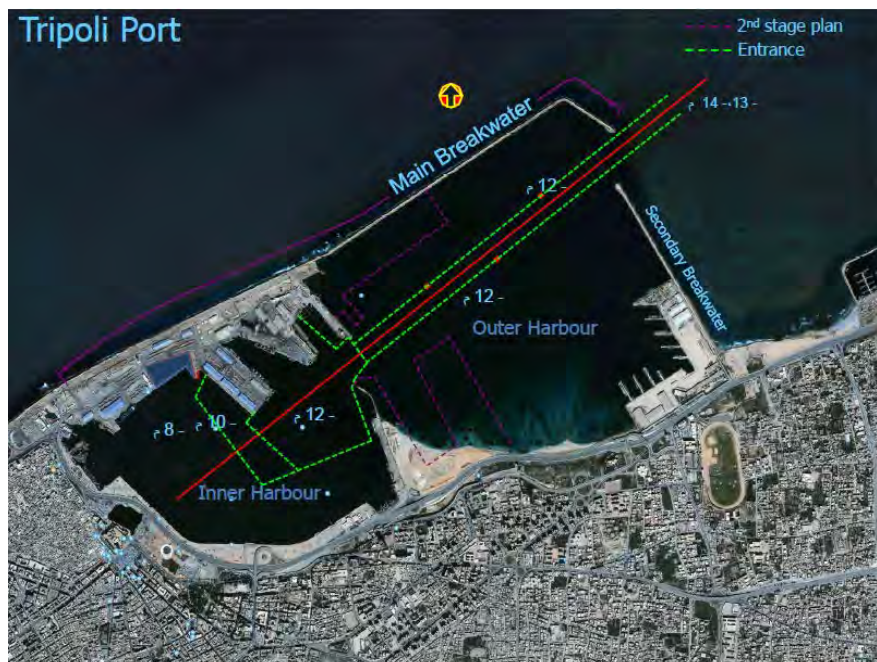 Tripoli Port
2nd stage plan
Entrance
م 14 -،13 -
Main Breakwater
م 12 -
Secondary Breakwater
م 12 -
Outer Harbour
م 8 -
م 10 -
م 12 -
Inner Harbour